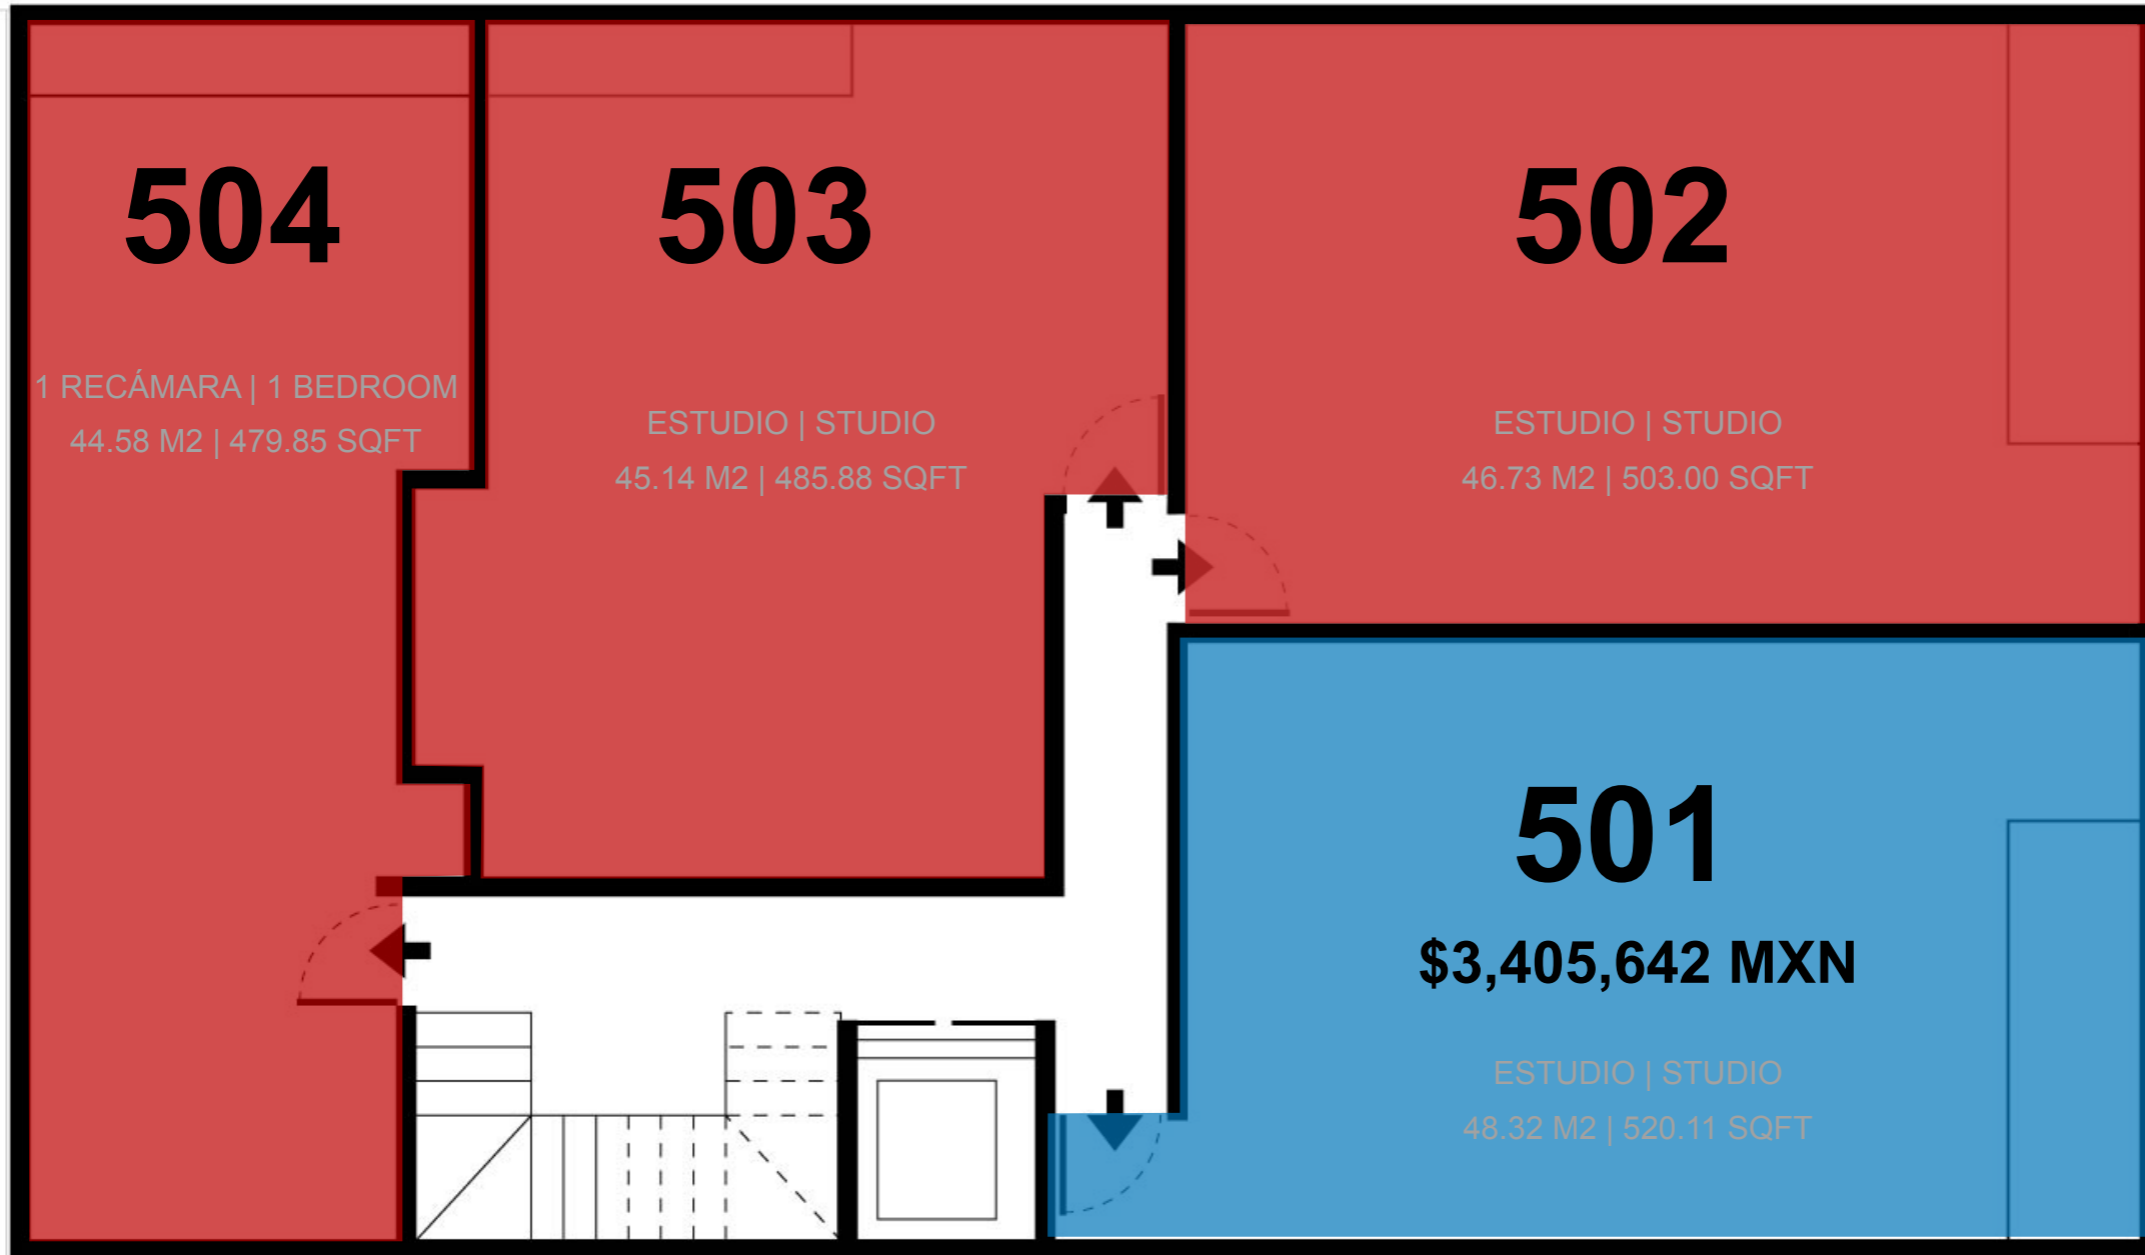 504
1 RECÁMARA | 1 BEDROOM
44.58 M2 | 479.85 SQFT
503
ESTUDIO | STUDIO
45.14 M2 | 485.88 SQFT
502
ESTUDIO | STUDIO
46.73 M2 | 503.00 SQFT
501
$3,405,642 MXN
ESTUDIO | STUDIO
48.32 M2 | 520.11 SQFT